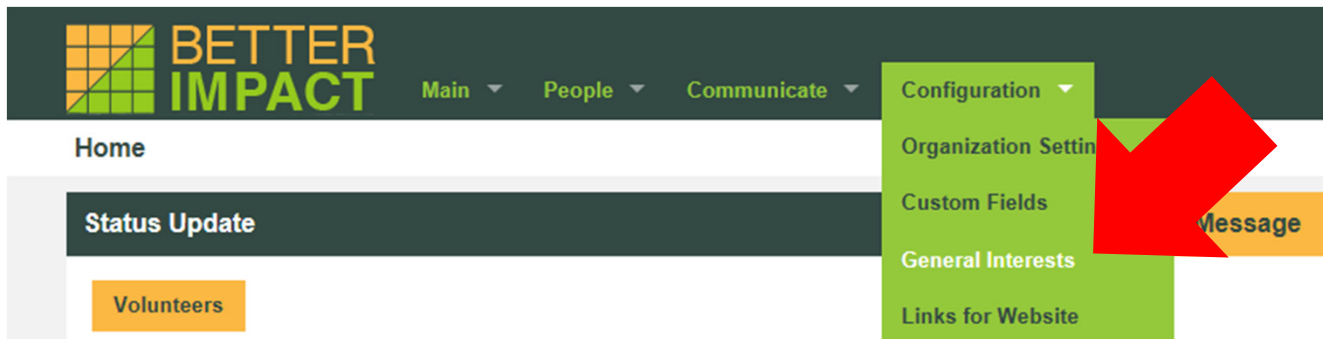 BETTER
IMPACT
Main People Communicate Configuration
Home
Organization Settin
Status Update
Custom Fields
Message
General Interests
Volunteers
Links for Website